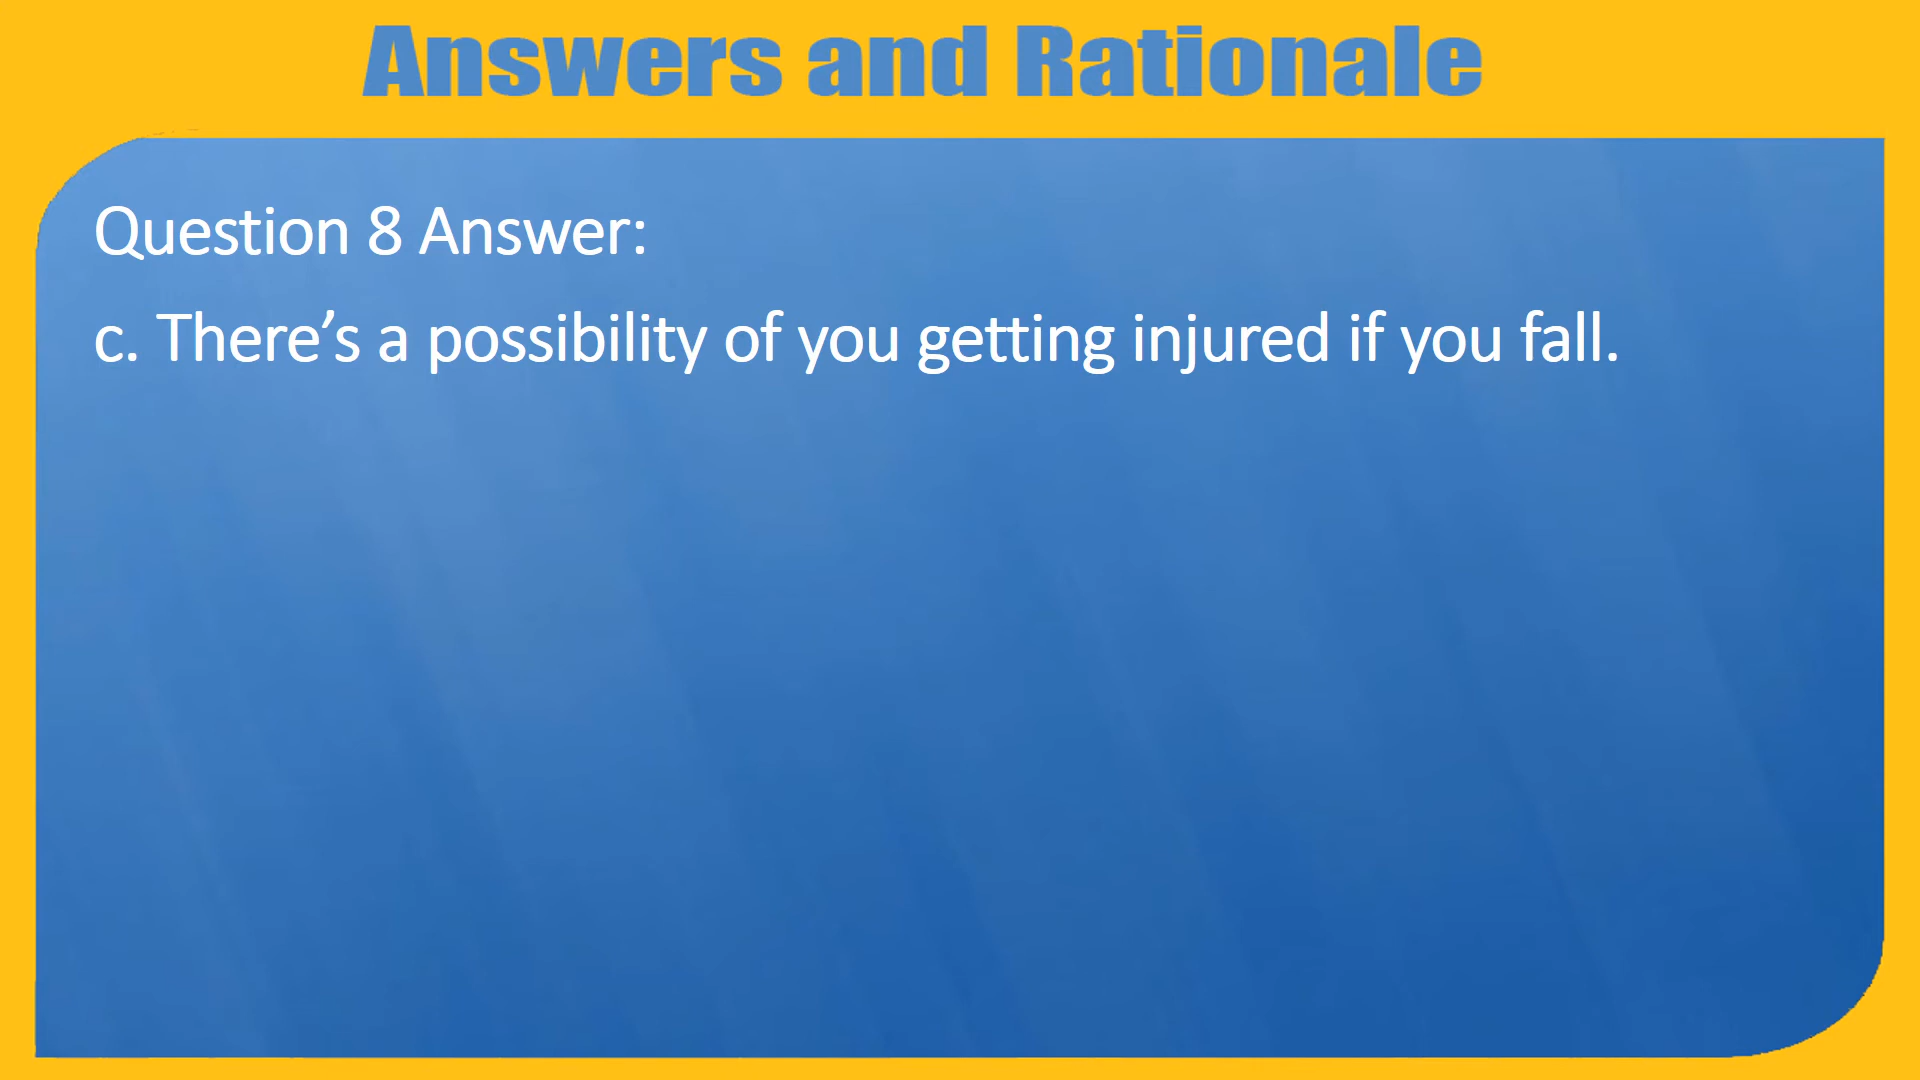 Answers and Rationale
Question 8 Answer:
c. There’s a possibility of you getting injured if you fall.